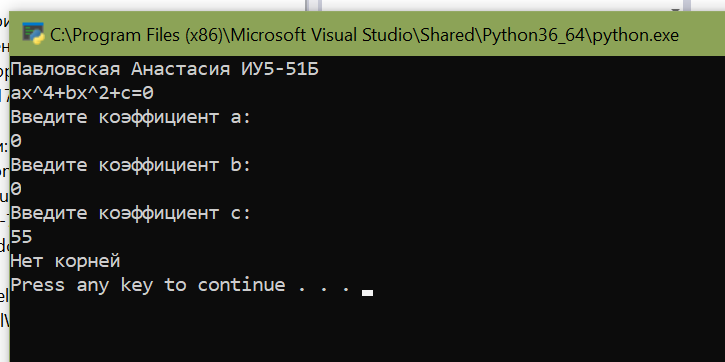 C:\Program Files (x86)\Microsoft Visual Studio\Shared\Python36_64\python.exe
Павловская Анастасия ИУ5-51Б
ax^4+bx^2+c=0
Введите коэффициент a:
0
Введите коэффициент b:
0
Введите коэффициент c:
55
Нет корней
Press any key to continue . . .